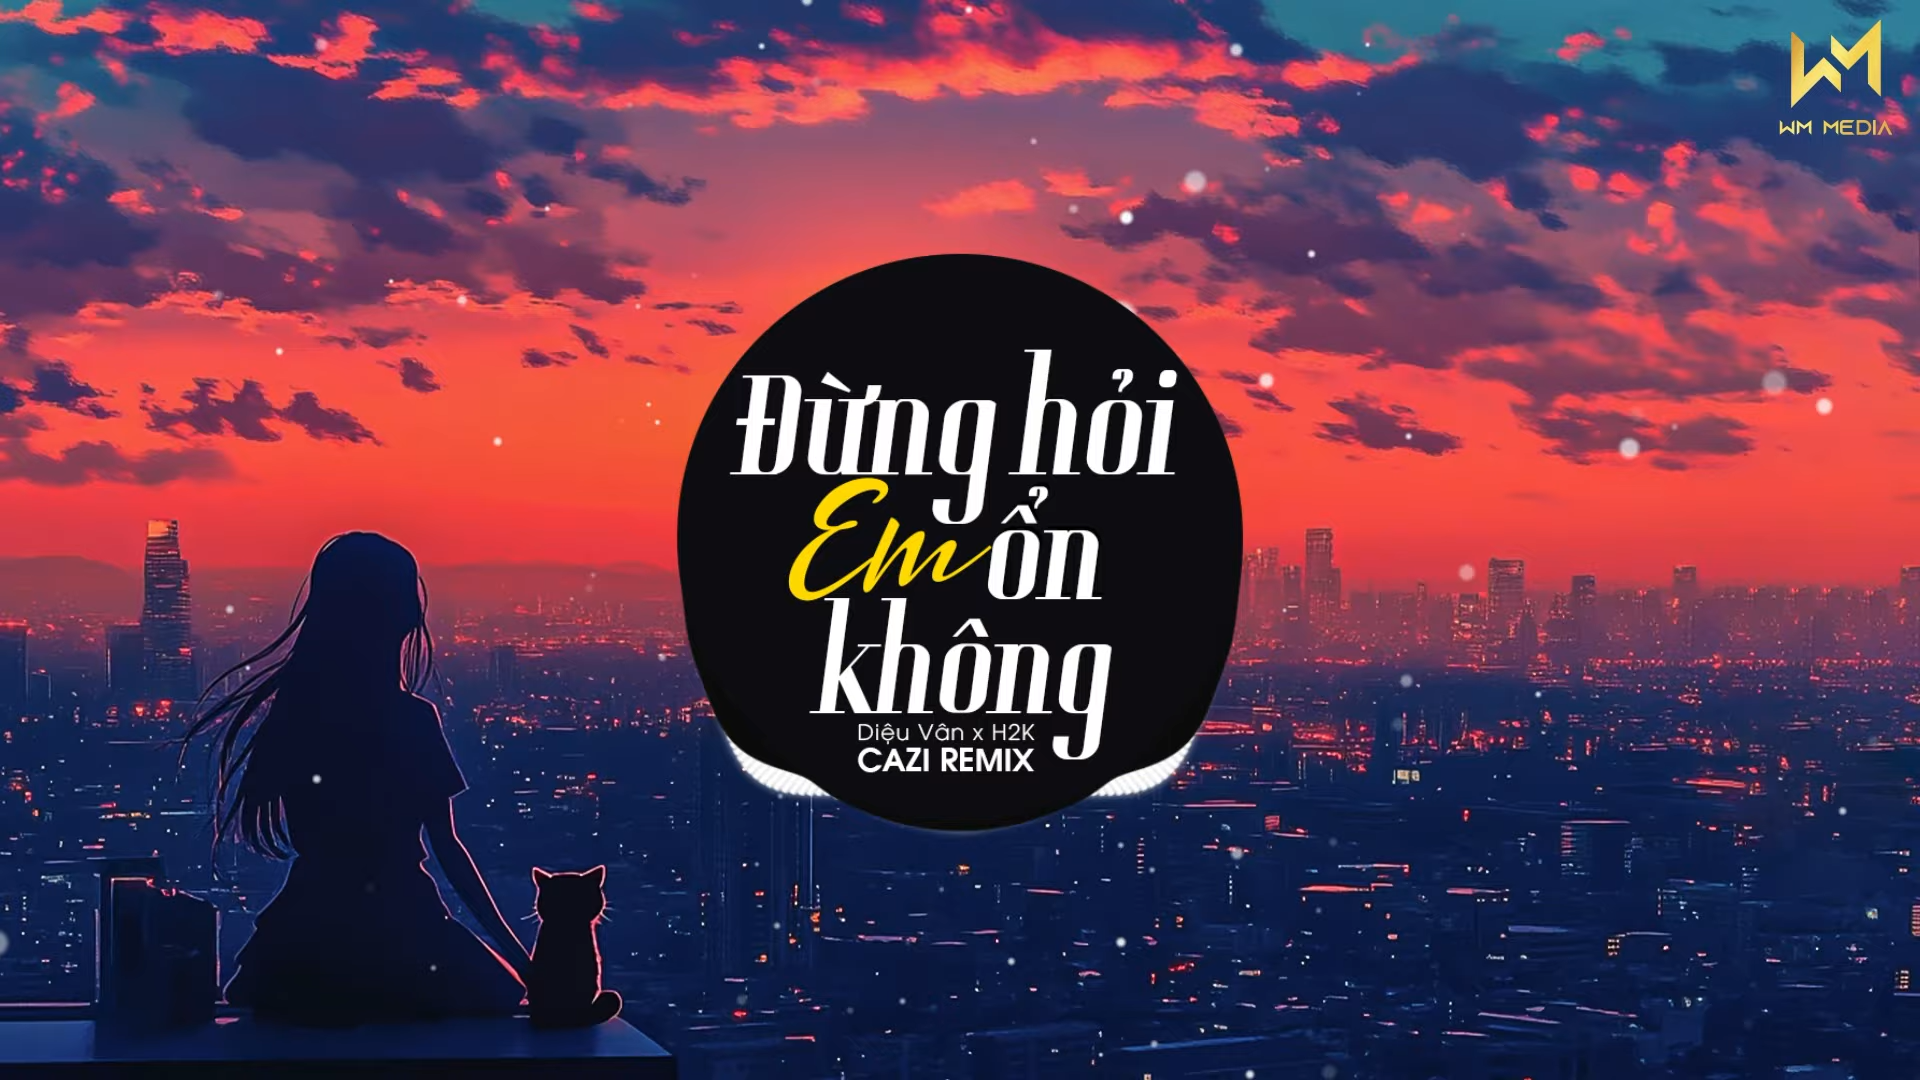 WM MEDIA
Đừng hỏi
Em ổn
không
Diệu Vân x H2K
CAZI REMIX